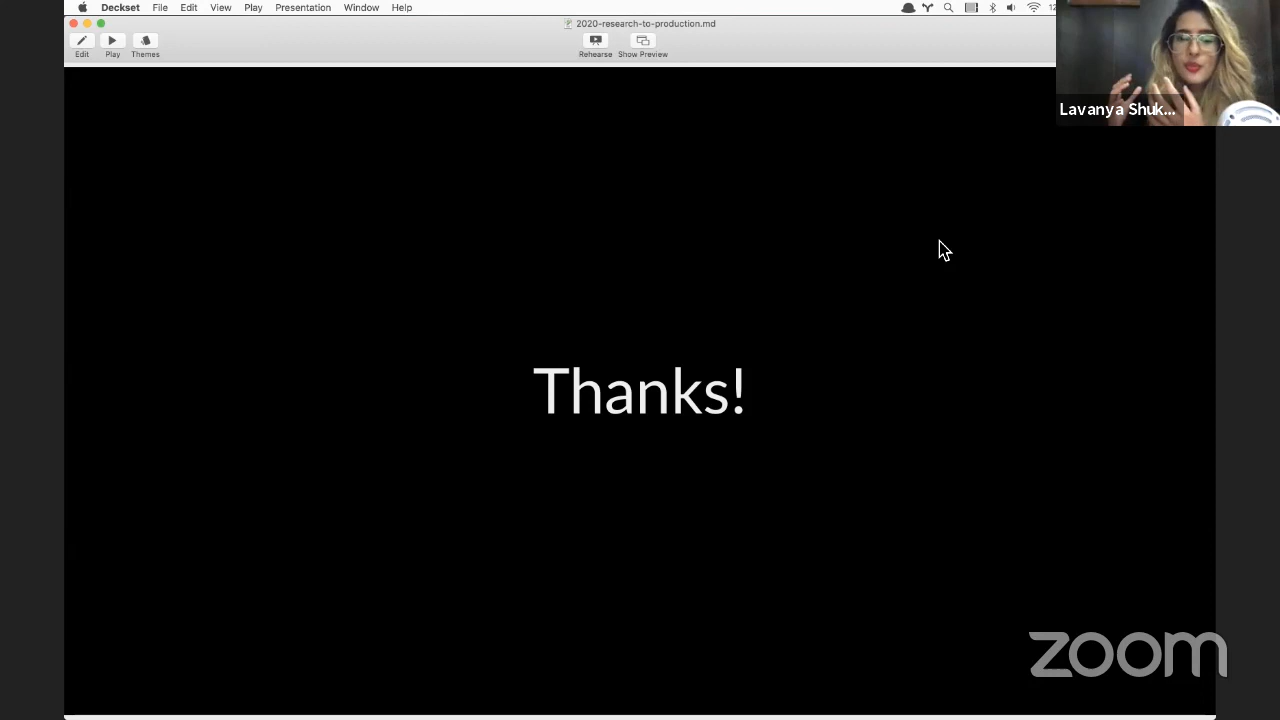 Deckset File Edit View Play Presentation Window Help
2020-research-to-production.md
Edit Play Themes Rehearse Show Preview
Lavanya Shuk...
Thanks!
zoom